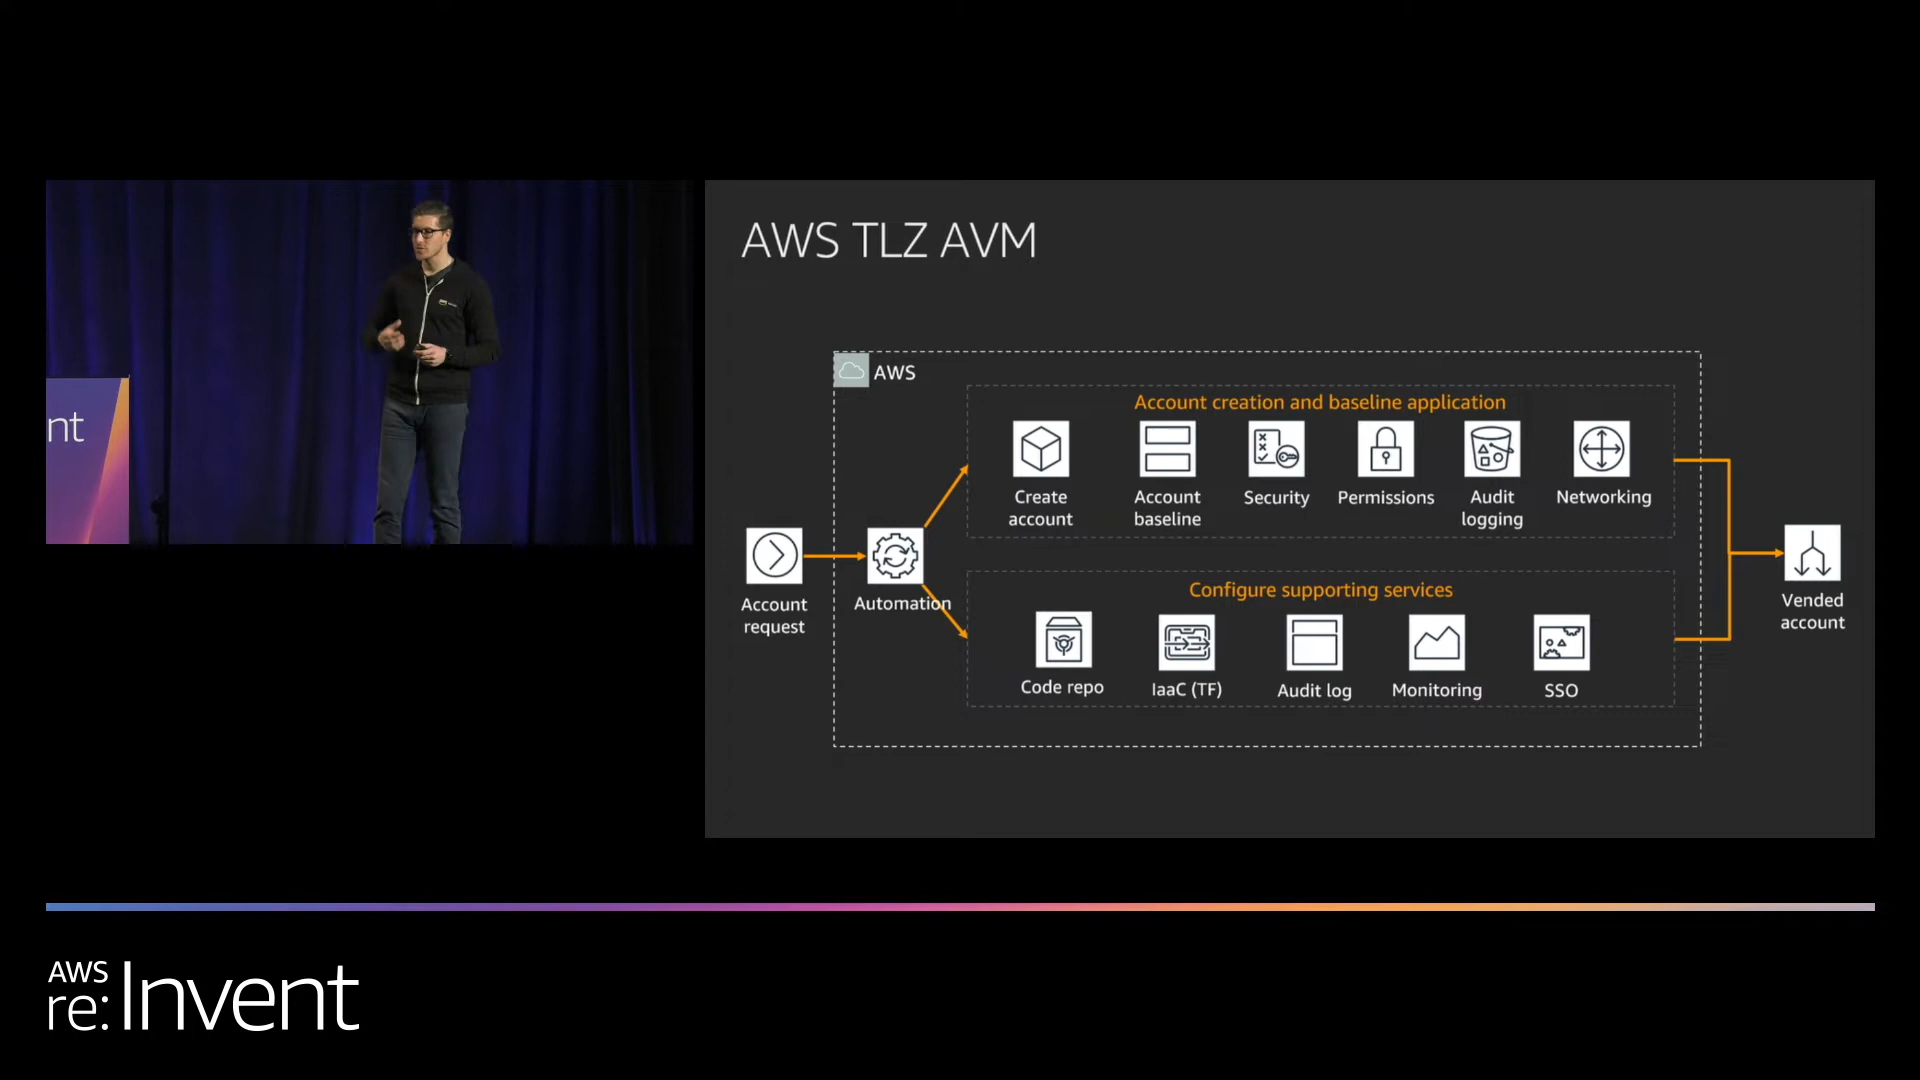 nt
AWS TLZ AVM
AWS
Account creation and baseline application
Create
account
Account
baseline
Security
Permissions
Audit
logging
Networking
Account
request
Automation
Configure supporting services
Code repo
IaaC (TF)
Audit log
Monitoring
SSO
Vended
account
AWS
re:Invent